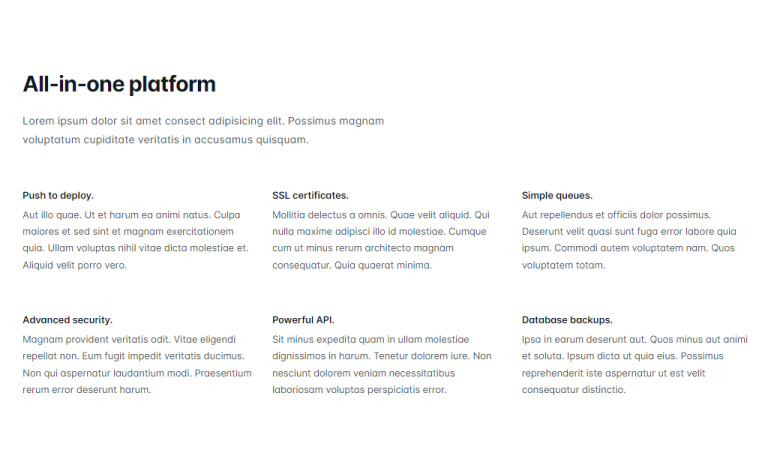 All-in-one platform
Lorem ipsum dolor sit amet consect adipisicing elit. Possimus magnam
voluptatum cupiditate veritatis in accusamus quisquam.
Push to deploy.
Aut illo quae. Ut et harum ea animi natus. Culpa
maiores et sed sint et magnam exercitationem
quia. Ullam voluptas nihil vitae dicta molestiae et.
Aliquid velit porro vero.
SSL certificates.
Mollitia delectus a omnis. Quae velit aliquid. Qui
nulla maxime adipisci illo id molestiae. Cumque
cum ut minus rerum architecto magnam
consequatur. Quia quaerat minima.
Simple queues.
Aut repellendus et officiis dolor possimus.
Deserunt velit quasi sunt fuga error labore quia
ipsum. Commodi autem voluptatem nam. Quos
voluptatem totam.
Advanced security.
Magnam provident veritatis odit. Vitae eligendi
repellat non. Eum fugit impedit veritatis ducimus.
Non qui aspernatur laudantium modi. Praesentium
rerum error deserunt harum.
Powerful API.
Sit minus expedita quam in ullam molestiae
dignissimos in harum. Tenetur dolorem iure. Non
nesciunt dolorem veniam necessitatibus
laboriosam voluptas perspiciatis error.
Database backups.
Ipsa in earum deserunt aut. Quos minus aut animi
et soluta. Ipsum dicta ut quia eius. Possimus
reprehenderit iste aspernatur ut est velit
consequatur distinctio.